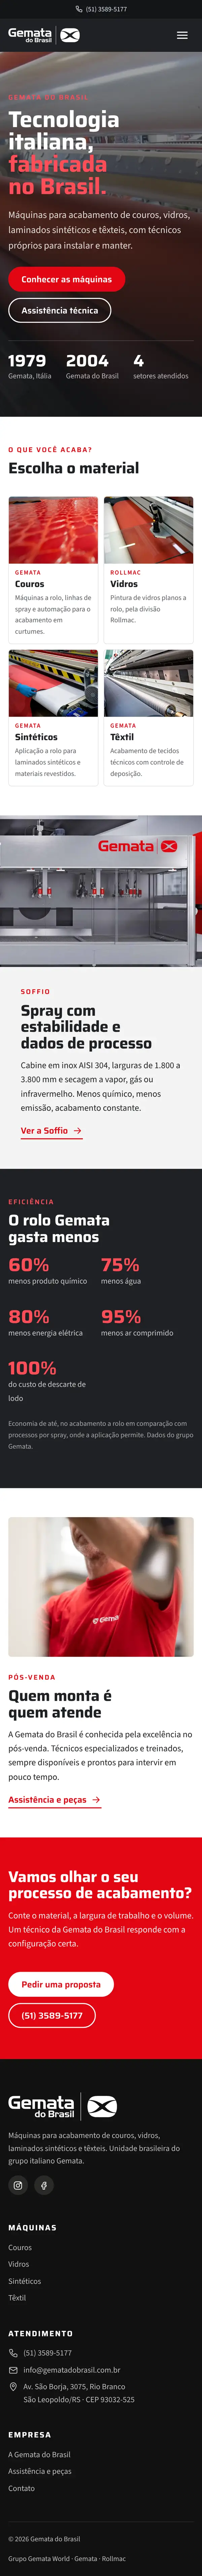 (51) 3589-5177
Gemata
do Brasil
GEMATA DO BRASIL
Tecnologia
italiana,
fabricada
no Brasil.
Máquinas para acabamento de couros, vidros,
laminados sintéticos e têxteis, com técnicos
próprios para instalar e manter.
Conhecer as máquinas
Assistência técnica
1979
Gemata, Itália
2004
Gemata do Brasil
4
setores atendidos
O QUE VOCÊ ACABA?
Escolha o material
GEMATA
Couros
Máquinas a rolo, linhas de
spray e automação para o
acabamento em
curtumes.
ROLLMAC
Vidros
Pintura de vidros planos a
rolo, pela divisão
Rollmac.
GEMATA
Sintéticos
Aplicação a rolo para
laminados sintéticos e
materiais revestidos.
GEMATA
Têxtil
Acabamento de tecidos
técnicos com controle de
deposição.
Gemata
SOFFIO
Spray com
estabilidade e
dados de processo
Cabine em inox AISI 304, larguras de 1.800 a
3.800 mm e secagem a vapor, gás ou
infravermelho. Menos químico, menos
emissão, acabamento constante.
Ver a Soffio
EFICIÊNCIA
O rolo Gemata
gasta menos
60%
menos produto químico
75%
menos água
80%
menos energia elétrica
95%
menos ar comprimido
100%
do custo de descarte de
lodo
Economia de até, no acabamento a rolo em comparação com
processos por spray, onde a aplicação permite. Dados do grupo
Gemata.
Gemata
PÓS-VENDA
Quem monta é
quem atende
A Gemata do Brasil é conhecida pela excelência no
pós-venda. Técnicos especializados e treinados,
sempre disponíveis e prontos para intervir em
pouco tempo.
Assistência e peças
Vamos olhar o seu
processo de acabamento?
Conte o material, a largura de trabalho e o volume.
Um técnico da Gemata do Brasil responde com a
configuração certa.
Pedir uma proposta
(51) 3589-5177
Gemata
do Brasil
Máquinas para acabamento de couros, vidros,
laminados sintéticos e têxteis. Unidade brasileira do
grupo italiano Gemata.
MÁQUINAS
Couros
Vidros
Sintéticos
Têxtil
ATENDIMENTO
(51) 3589-5177
info@gematadobrasil.com.br
Av. São Borja, 3075, Rio Branco
São Leopoldo/RS · CEP 93032-525
EMPRESA
A Gemata do Brasil
Assistência e peças
Contato
© 2026 Gemata do Brasil
Grupo Gemata World · Gemata · Rollmac